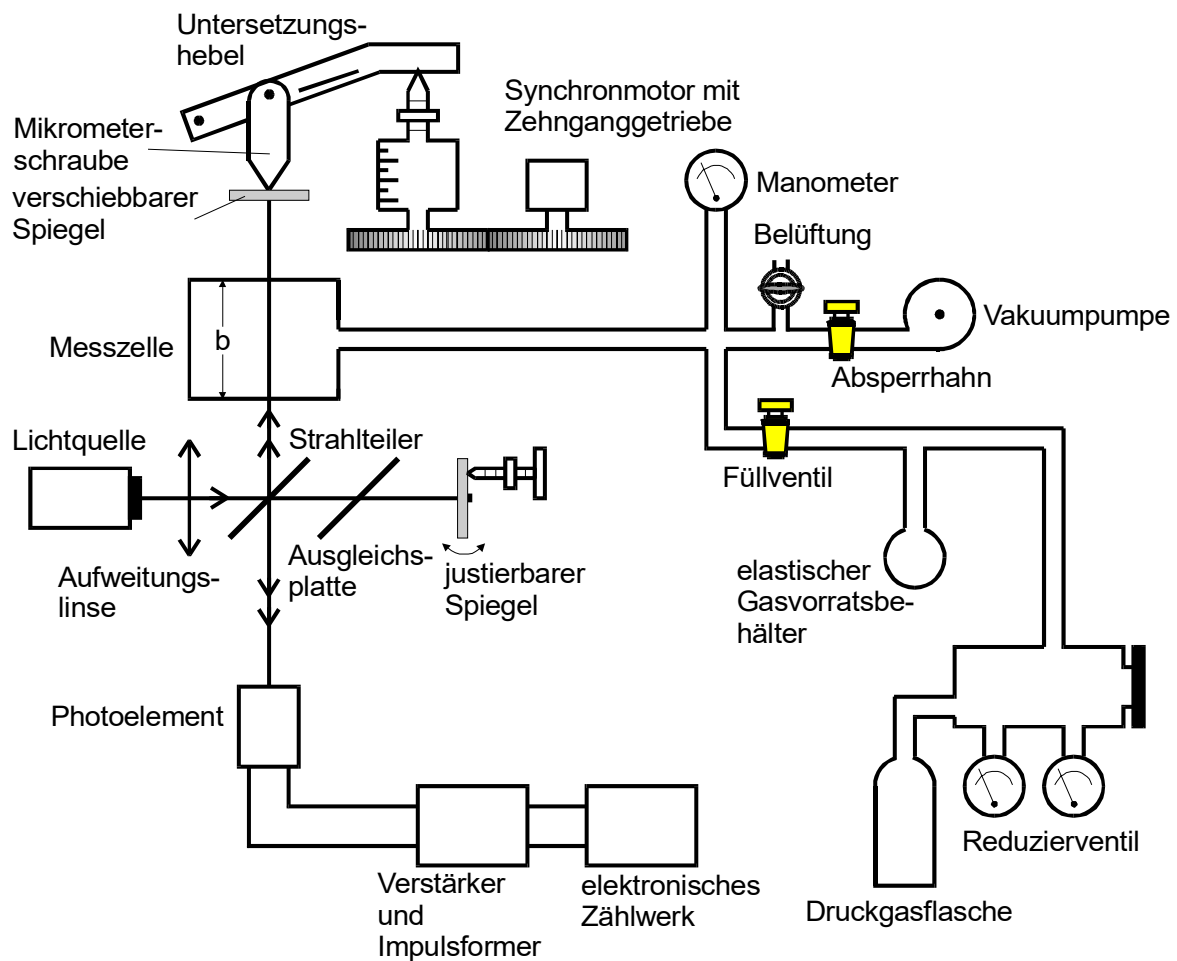 Untersetzungs-
hebel
Synchronmotor mit
Zehnganggetriebe
Mikrometer-
schraube
verschiebbarer
Spiegel
Manometer
Belüftung
Vakuumpumpe
Messzelle
b
Absperrhahn
Lichtquelle
Strahlteiler
Füllventil
Aufweitungs-
linse
Ausgleichs-
platte
justierbarer
Spiegel
elastischer
Gasvorratsbe-
hälter
Photoelement
Reduzierventil
Verstärker
und
Impulsformer
elektronisches
Zählwerk
Druckgasflasche